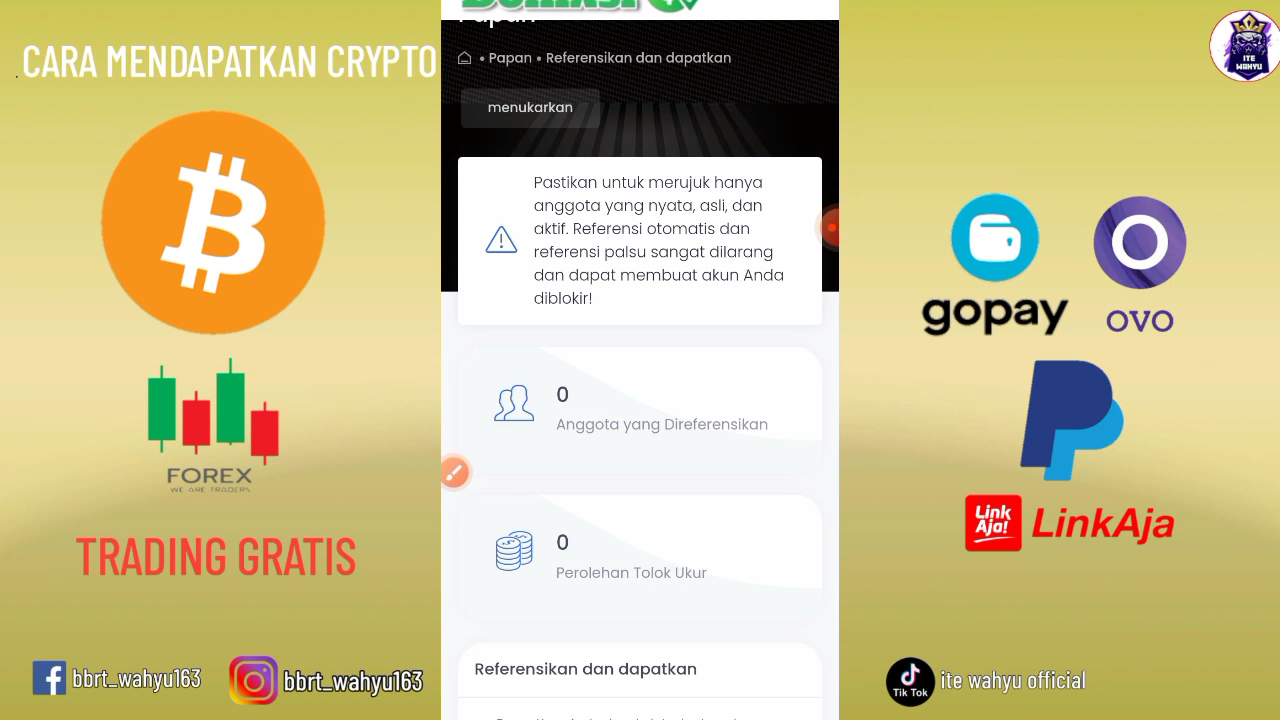 CARA MENDAPATKAN CRYPTO
FOREX
WE ARE TRADERS
TRADING GRATIS
bbrt_wahyu163
bbrt_wahyu163
Papan
• Papan • Referensikan dan dapatkan
menukarkan
Pastikan untuk merujuk hanya
anggota yang nyata, asli, dan
aktif. Referensi otomatis dan
referensi palsu sangat dilarang
dan dapat membuat akun Anda
diblokir!
0
Anggota yang Direferensikan
0
Perolehan Tolok Ukur
Referensikan dan dapatkan
ITE
WAHYU
gopay
OVO
Link
Aja!
LinkAja
Tik Tok
ite wahyu official